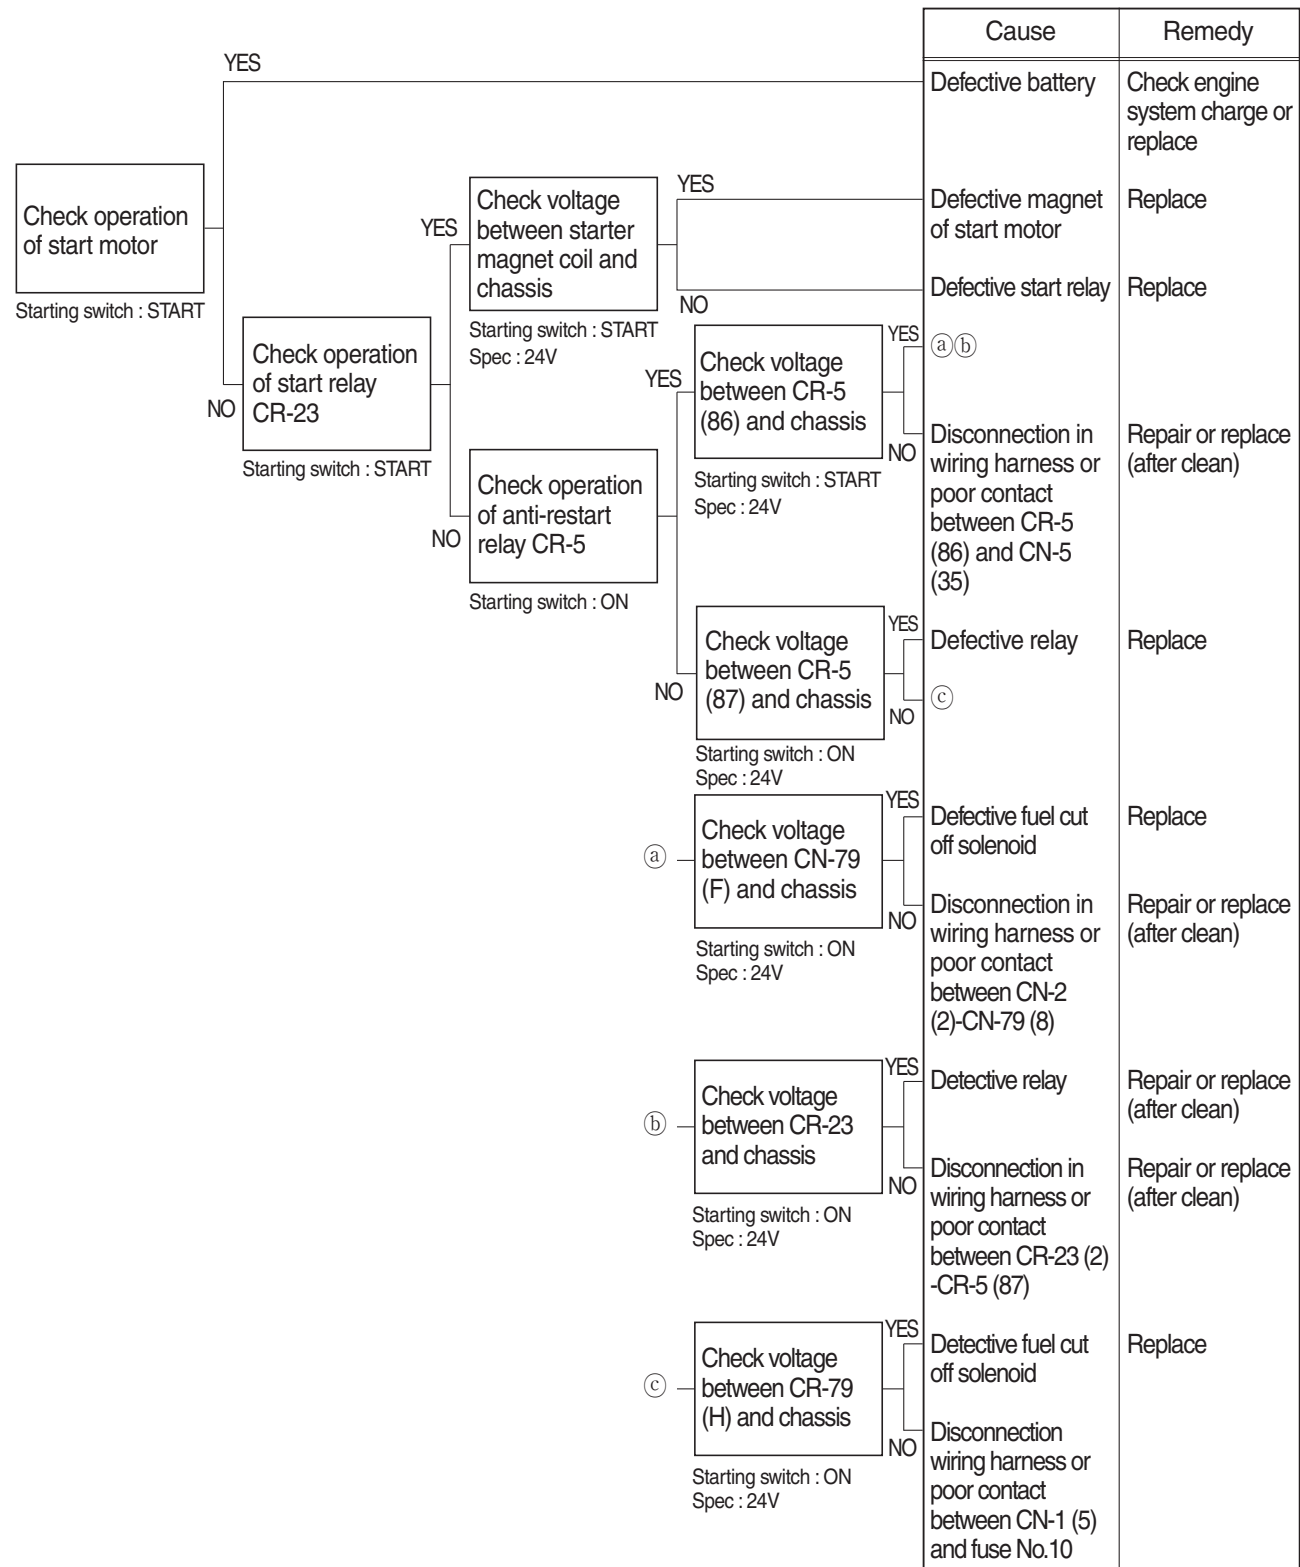 Cause
Remedy
YES
Defective battery
Check engine
system charge or
replace
Check operation
of start motor
Starting switch : START
YES
Check voltage
between starter
magnet coil and
chassis
Starting switch : START
Spec : 24V
YES
Defective magnet
of start motor
Replace
NO
Defective start relay
Replace
NO
Check operation
of start relay
CR-23
Starting switch : START
YES
Check voltage
between CR-5
(86) and chassis
Starting switch : START
Spec : 24V
YES
ⓐⓑ
NO
Disconnection in
wiring harness or
poor contact
between CR-5
(86) and CN-5
(35)
Repair or replace
(after clean)
NO
Check operation
of anti-restart
relay CR-5
Starting switch : ON
NO
Check voltage
between CR-5
(87) and chassis
Starting switch : ON
Spec : 24V
YES
Defective relay
Replace
NO
ⓒ
ⓐ
Check voltage
between CN-79
(F) and chassis
Starting switch : ON
Spec : 24V
YES
Defective fuel cut
off solenoid
Replace
NO
Disconnection in
wiring harness or
poor contact
between CN-2
(2)-CN-79 (8)
Repair or replace
(after clean)
ⓑ
Check voltage
between CR-23
and chassis
Starting switch : ON
Spec : 24V
YES
Detective relay
Repair or replace
(after clean)
NO
Disconnection in
wiring harness or
poor contact
between CR-23 (2)
-CR-5 (87)
Repair or replace
(after clean)
ⓒ
Check voltage
between CR-79
(H) and chassis
Starting switch : ON
Spec : 24V
YES
Detective fuel cut
off solenoid
Replace
NO
Disconnection
wiring harness or
poor contact
between CN-1 (5)
and fuse No.10